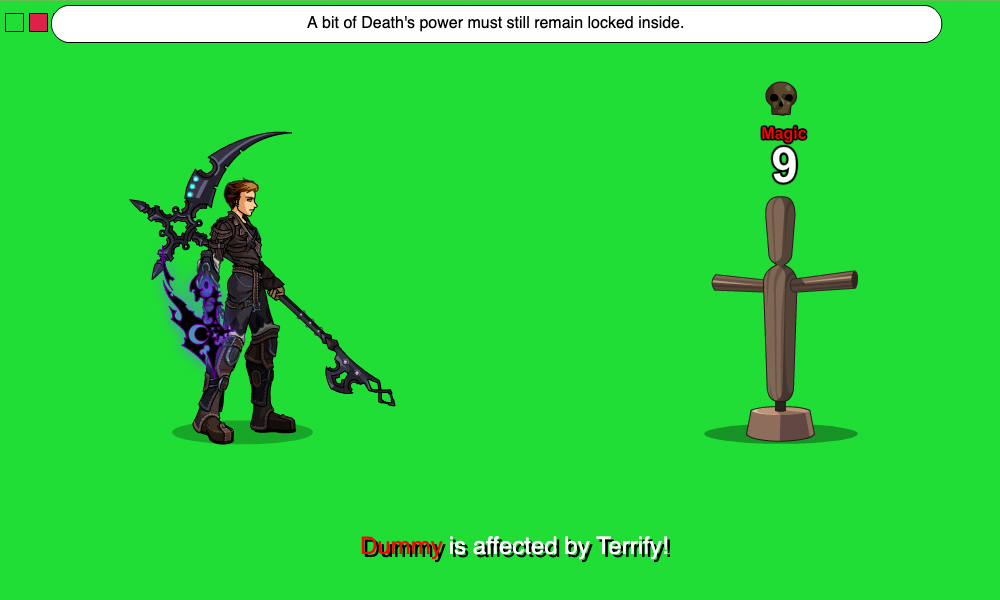 A bit of Death's power must still remain locked inside.
Magic
9
Dummy is affected by Terrify!